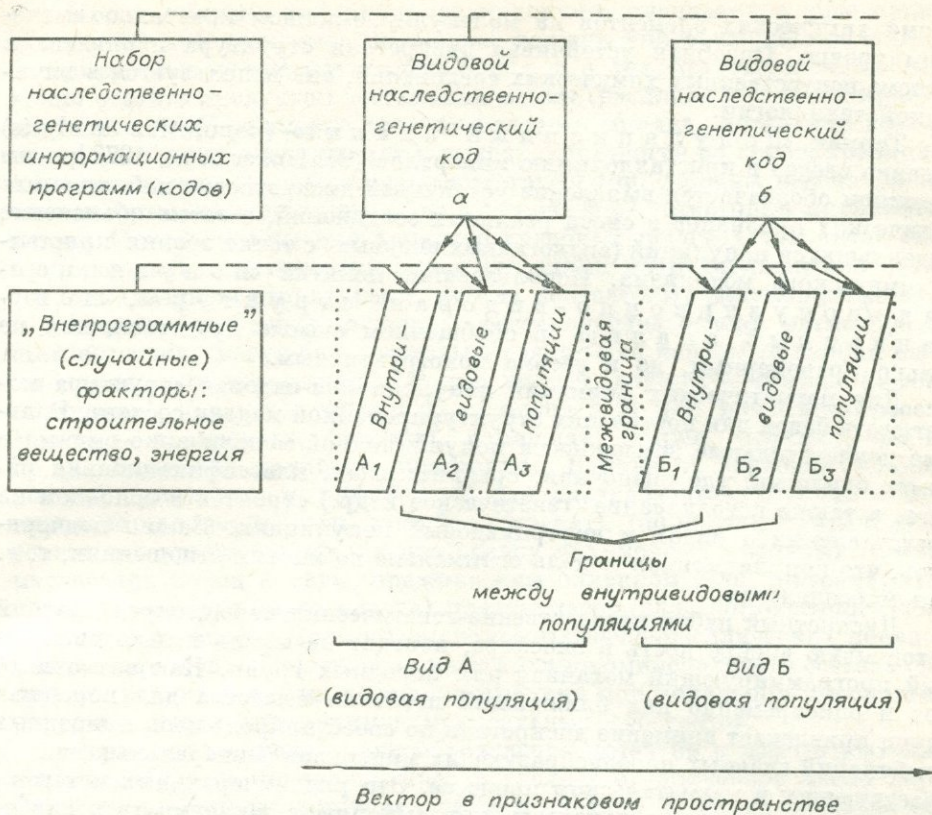 Набор
наследственно-
генетических
информационных
программ (кодов)
Видовой
наследственно-
генетический
код
а
Видовой
наследственно-
генетический
код
б
„Внепрограммные”
(случайные)
факторы:
строительное
вещество, энергия
Внутри-
видовые
популяции
А1
А2
А3
Межвидовая
граница
Внутри-
видовые
популяции
Б1
Б2
Б3
Границы
между внутривидовыми
популяциями
Вид А
(видовая популяция)
Вид Б
(видовая популяция)
Вектор в признаковом пространстве